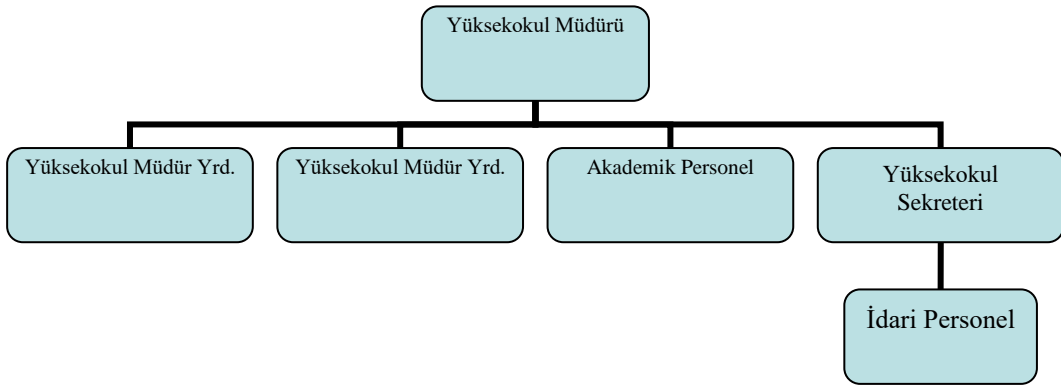 Yüksekokul Müdürü
Yüksekokul Müdür Yrd.
Yüksekokul Müdür Yrd.
Akademik Personel
Yüksekokul
Sekreteri
İdari Personel